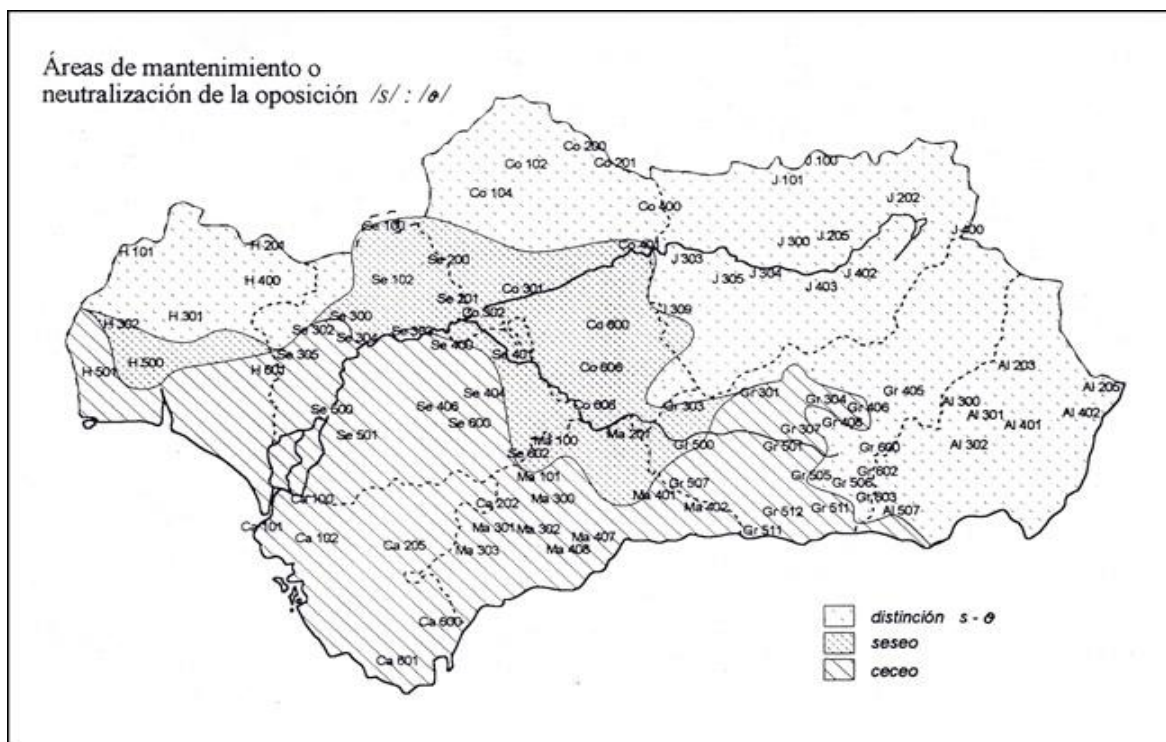 Áreas de mantenimiento o
neutralización de la oposición /s/ : /θ/
Co 200
Co 102
Co 201
J 100
J 101
Co 104
J 202
Co 400
Se 100
H 201
H 101
J 205
J 300
J 400
Co 401
Se 200
J 303
H 400
Se 102
J 305
J 304
J 402
J 403
Co 301
Se 201
Co 302
J 309
H 301
Se 300
H 302
Se 302
Se 304
Co 600
Se 400
Se 305
Se 401
H 500
H 501
Co 606
Al 203
Al 205
Se 404
Gr 301
Gr 405
Gr 304
Al 300
Se 406
Co 608
Gr 303
Gr 406
Se 500
Al 301
Al 402
Se 600
Gr 408
Al 401
Gr 307
Se 501
Ma 201
Ma 100
Gr 500
Gr 501
Gr 600
Al 302
Se 602
Ma 101
Gr 505
Gr 602
Gr 507
Gr 506
Ca 100
Ca 202
Ma 300
Ma 401
Gr 603
Ma 402
Gr 512
Gr 511
Al 507
Ca 101
Ma 301
Ma 302
Gr 511
Ca 102
Ma 407
Ca 205
Ma 303
Ma 408
Ca 600
Ca 601
distinción s - θ
seseo
ceceo